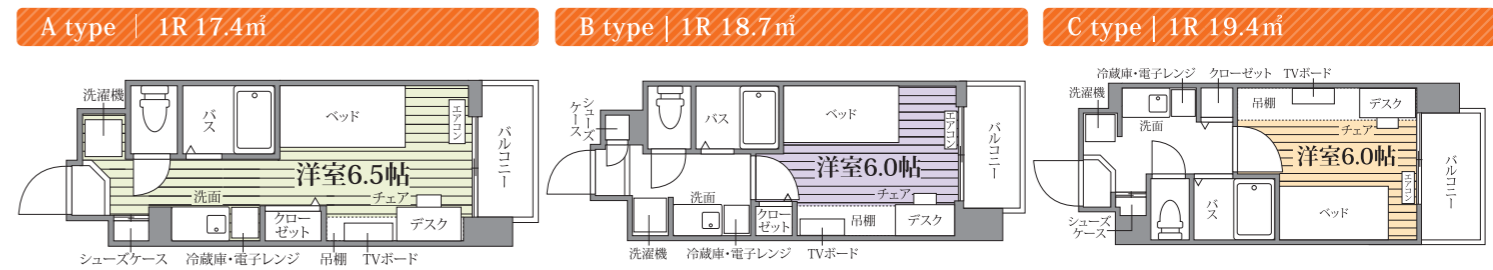 A type | 1R 17.4㎡
洗濯機
バス
ベッド
エアコン
バルコニー
洋室6.5帖
洗面
チェア
クローゼット
デスク
シューズケース
冷蔵庫・電子レンジ
吊棚
TVボード
B type | 1R 18.7㎡
シューズケース
バス
ベッド
エアコン
バルコニー
洋室6.0帖
洗面
チェア
クローゼット
吊棚
デスク
洗濯機
冷蔵庫・電子レンジ
TVボード
C type | 1R 19.4㎡
冷蔵庫・電子レンジ
クローゼット
TVボード
洗濯機
洗面
吊棚
デスク
チェア
洋室6.0帖
エアコン
バルコニー
バス
ベッド
シューズケース